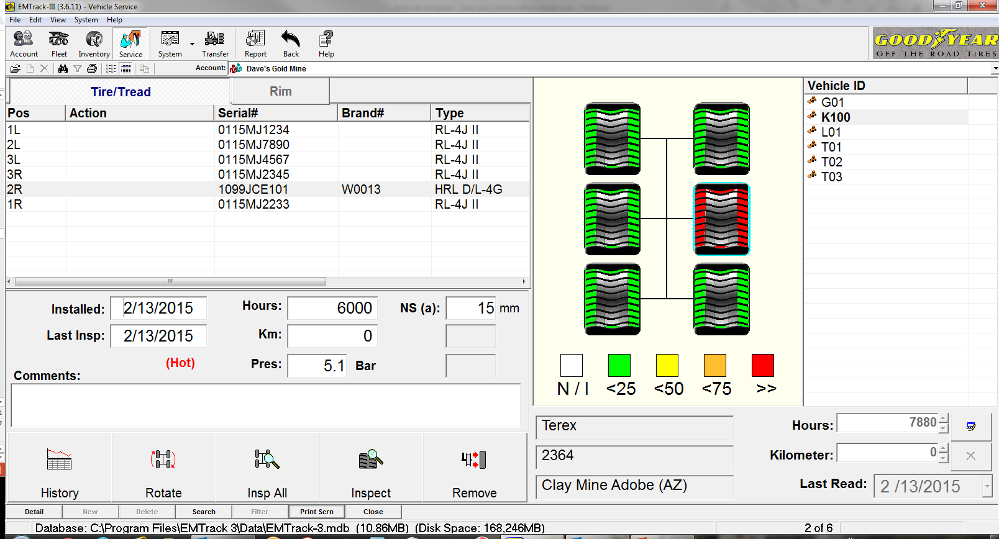 EMTrack-III (3.6.11) - Vehicle Service
File Edit View System Help
Account Fleet Inventory Service System Transfer Report Back Help
GOODYEAR
OFF THE ROAD TIRES
Account: Dave's Gold Mine
Tire/Tread Rim
Pos Action Serial# Brand# Type
1L 0115MJ1234 RL-4J II
2L 0115MJ7890 RL-4J II
3L 0115MJ4567 RL-4J II
3R 0115MJ2345 RL-4J II
2R 1099JCE101 W0013 HRL D/L-4G
1R 0115MJ2233 RL-4J II
Vehicle ID
G01
K100
L01
T01
T02
T03
Installed: 2/13/2015 Hours: 6000 NS (a): 15 mm
Last Insp: 2/13/2015 Km: 0
(Hot) Pres: 5.1 Bar
Comments:
N / I <25 <50 <75 >>
Terex
2364
Clay Mine Adobe (AZ)
Hours: 7880
Kilometer: 0
Last Read: 2 /13/2015
History Rotate Insp All Inspect Remove
Detail New Delete Search Filter Print Scrn Close
Database: C:\Program Files\EMTrack 3\Data\EMTrack-3.mdb (10.86MB) (Disk Space: 168,246MB) 2 of 6